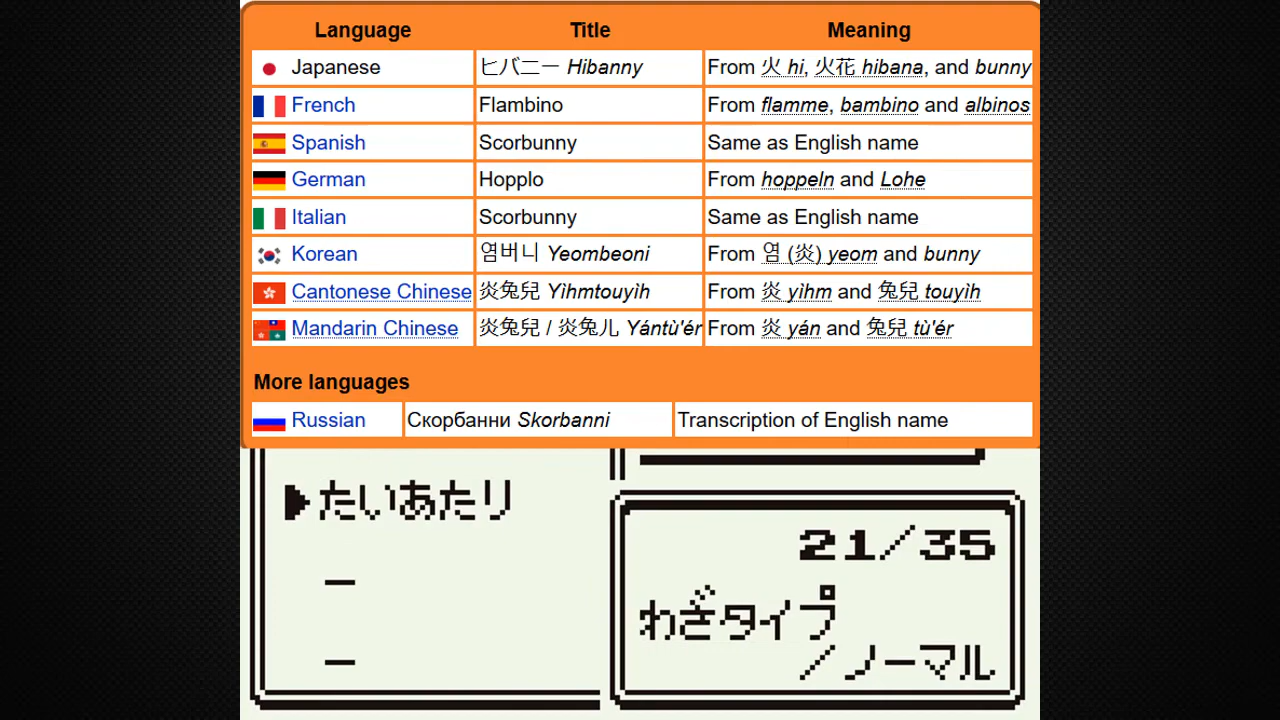 Language Title Meaning
Japanese ヒバニー Hibanny From 火 hi, 火花 hibana, and bunny
French Flambino From flamme, bambino and albinos
Spanish Scorbunny Same as English name
German Hopplo From hoppeln and Lohe
Italian Scorbunny Same as English name
Korean 염버니 Yeombeoni From 염 (炎) yeom and bunny
Cantonese Chinese 炎兔兒 Yìhmtouyìh From 炎 yìhm and 兔兒 touyìh
Mandarin Chinese 炎兔兒 / 炎兔儿 Yántù'ér From 炎 yán and 兔兒 tù'ér
More languages
Russian Скорбанни Skorbanni Transcription of English name
▶たいあたり
21/35
ー
わざタイプ
ー
/ノーマル